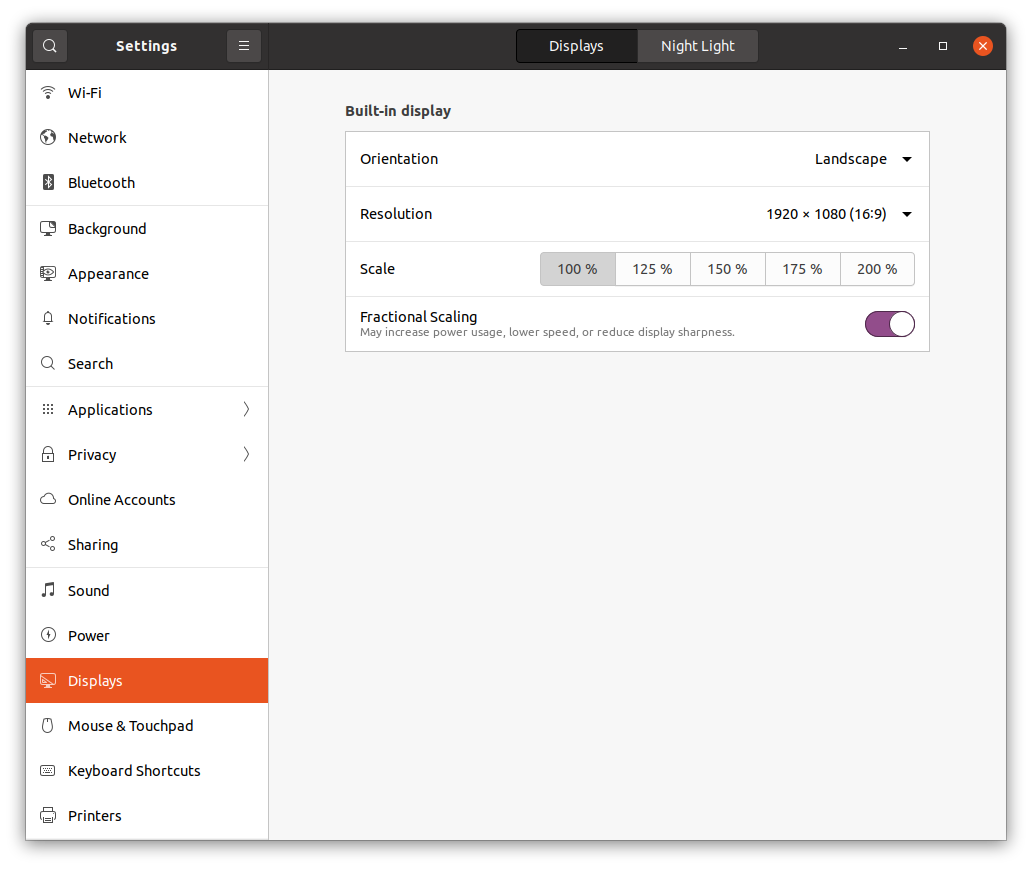 Settings
Displays
Night Light
Wi-Fi
Network
Bluetooth
Background
Appearance
Notifications
Search
Applications
Privacy
Online Accounts
Sharing
Sound
Power
Displays
Mouse & Touchpad
Keyboard Shortcuts
Printers
Built-in display
Orientation
Landscape
Resolution
1920 × 1080 (16∶9)
Scale
100 %
125 %
150 %
175 %
200 %
Fractional Scaling
May increase power usage, lower speed, or reduce display sharpness.